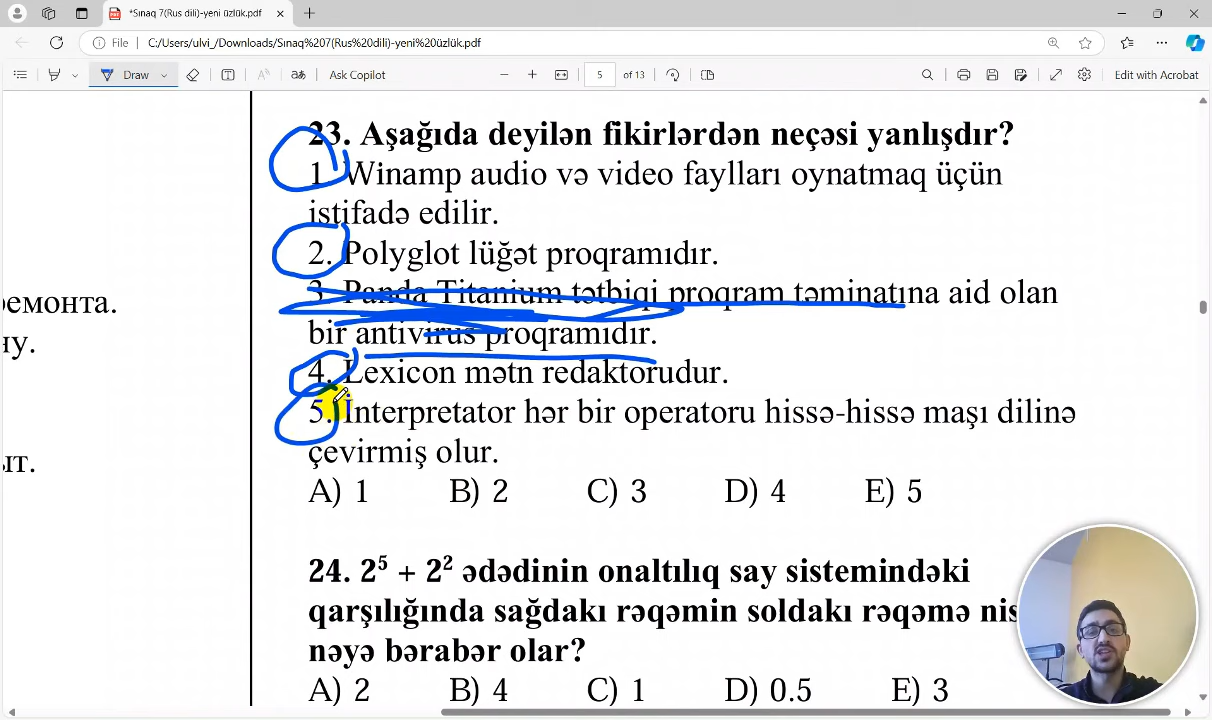 *Sınaq 7(Rus dili)-yeni üzlük.pdf
File C:/Users/ulvi_/Downloads/Sınaq%207(Rus%20dili)-yeni%20üzlük.pdf
Draw Ask Copilot 5 of 13 Edit with Acrobat
емонта.
ну.
ыт.
23. Aşağıda deyilən fikirlərdən neçəsi yanlışdır?
1. Winamp audio və video faylları oynatmaq üçün
istifadə edilir.
2. Polyglot lüğət proqramıdır.
3. Panda Titanium tətbiqi proqram təminatına aid olan
bir antivirus proqramıdır.
4. Lexicon mətn redaktorudur.
5. İnterpretator hər bir operatoru hissə-hissə maşı dilinə
çevirmiş olur.
A) 1 B) 2 C) 3 D) 4 E) 5
24. 2⁵ + 2² ədədinin onaltılıq say sistemindəki
qarşılığında sağdakı rəqəmin soldakı rəqəmə nis
nəyə bərabər olar?
A) 2 B) 4 C) 1 D) 0.5 E) 3